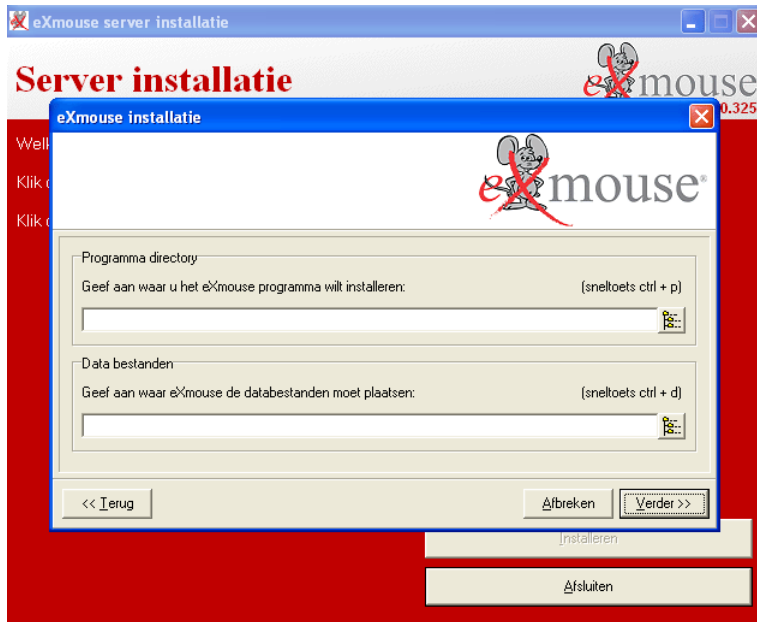 eXmouse server installatie
Server installatie
eXmouse
0.325
eXmouse installatie
eXmouse®
Klik
Klik
Programma directory
Geef aan waar u het eXmouse programma wilt installeren: (sneltoets ctrl + p)
Data bestanden
Geef aan waar eXmouse de databestanden moet plaatsen: (sneltoets ctrl + d)
<< Terug
Afbreken
Verder >>
Installeren
Afsluiten